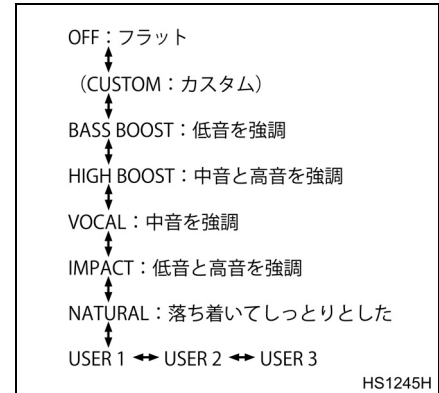 OFF：フラット
（CUSTOM：カスタム）
BASS BOOST：低音を強調
HIGH BOOST：中音と高音を強調
VOCAL：中音を強調
IMPACT：低音と高音を強調
NATURAL：落ち着いてしっとりとした
USER 1 ↔ USER 2 ↔ USER 3
HS1245H